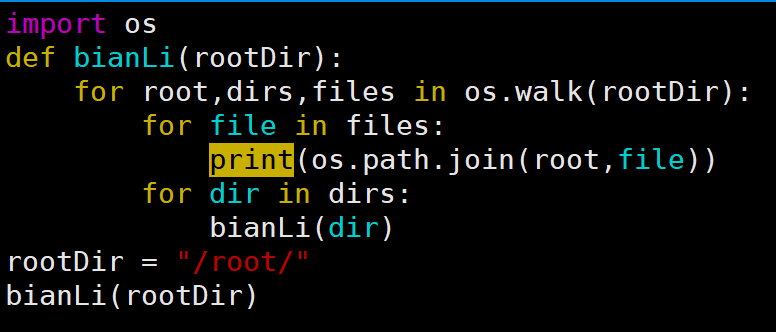 import os
def bianLi(rootDir):
    for root,dirs,files in os.walk(rootDir):
        for file in files:
            print(os.path.join(root,file))
        for dir in dirs:
            bianLi(dir)
rootDir = "/root/"
bianLi(rootDir)